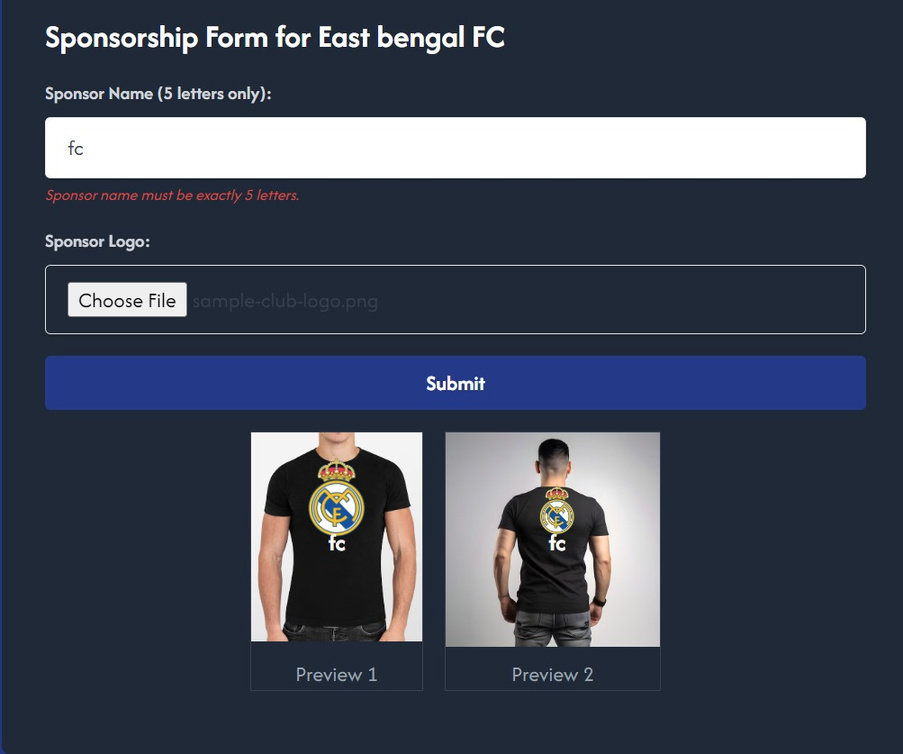 Sponsorship Form for East bengal FC
Sponsor Name (5 letters only):
fc
Sponsor name must be exactly 5 letters.
Sponsor Logo:
Choose File sample-club-logo.png
Submit
fc
fc
Preview 1
Preview 2